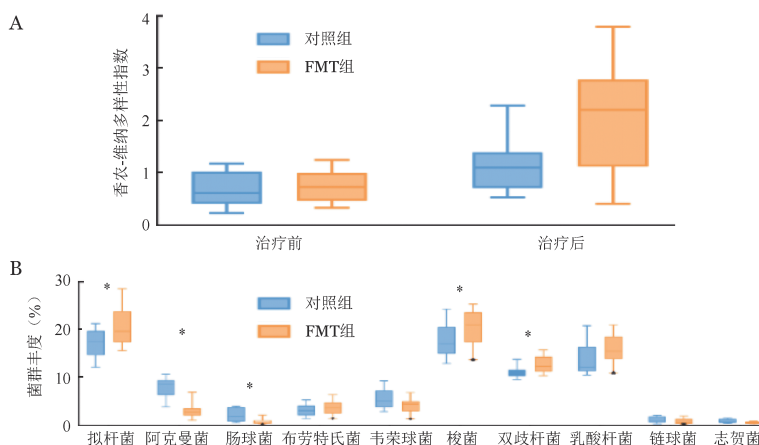 A
香农-维纳多样性指数
4
3
2
1
0
对照组
FMT组
治疗前
治疗后
B
菌群丰度（%）
30
20
10
0
对照组
FMT组
*
*
*
*
*
拟杆菌 阿克曼菌 肠球菌 布劳特氏菌 韦荣球菌 梭菌 双歧杆菌 乳酸杆菌 链球菌 志贺菌